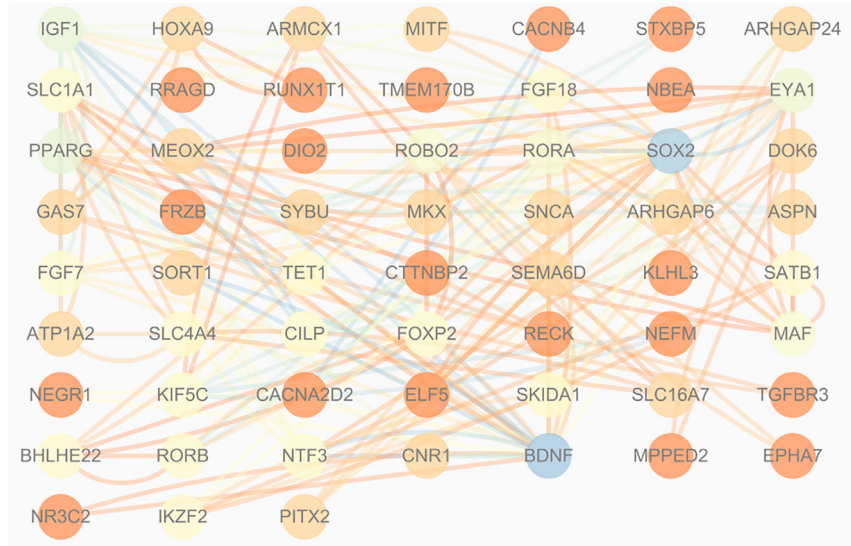 IGF1 HOXA9 ARMCX1 MITF CACNB4 STXBP5 ARHGAP24
SLC1A1 RRAGD RUNX1T1 TMEM170B FGF18 NBEA EYA1
PPARG MEOX2 DIO2 ROBO2 RORA SOX2 DOK6
GAS7 FRZB SYBU MKX SNCA ARHGAP6 ASPN
FGF7 SORT1 TET1 CTTNBP2 SEMA6D KLHL3 SATB1
ATP1A2 SLC4A4 CILP FOXP2 RECK NEFM MAF
NEGR1 KIF5C CACNA2D2 ELF5 SKIDA1 SLC16A7 TGFBR3
BHLHE22 RORB NTF3 CNR1 BDNF MPPED2 EPHA7
NR3C2 IKZF2 PITX2